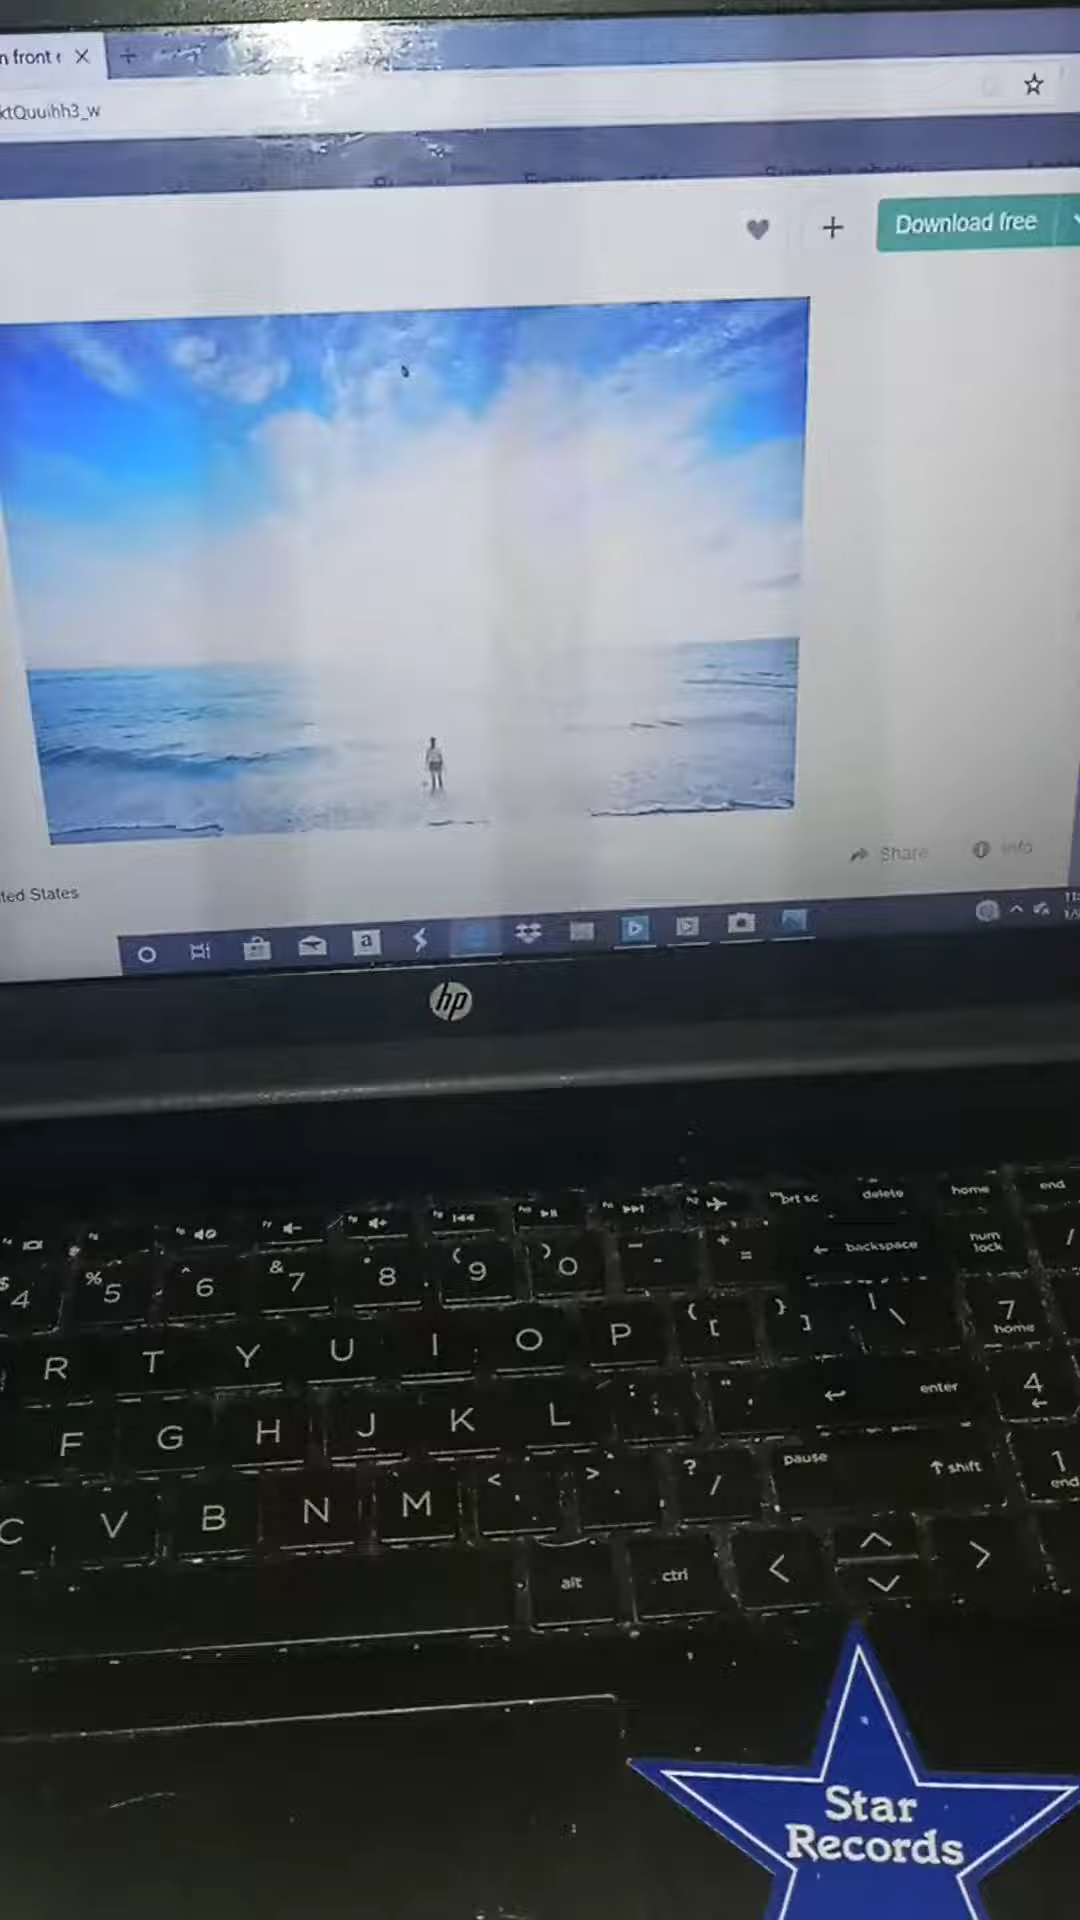 n front
ktQuuihh3_w
Download free
Share
Info
ted States
a
hp
prt sc
delete
home
end
$
4
%
5
^
6
&
7
*
8
(
9
)
0
-
+
=
backspace
num
lock
/
R
T
Y
U
I
O
P
{
[
}
]
|
\
7
home
F
G
H
J
K
L
:
;
"
'
enter
4
C
V
B
N
M
<
,
>
.
?
/
pause
shift
1
end
alt
ctrl
Star
Records